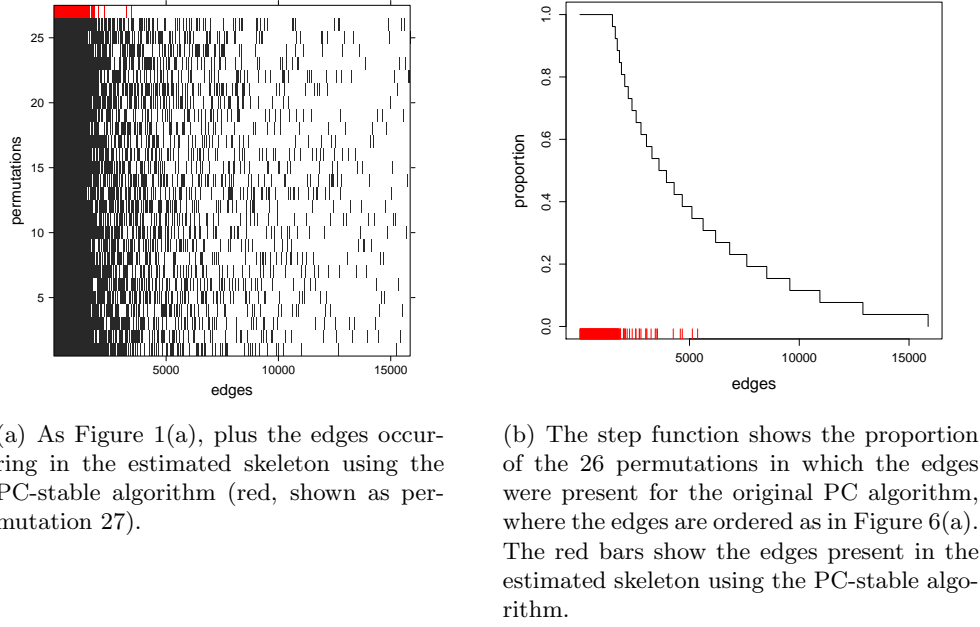 25
20
15
10
5
permutations
5000 10000 15000
edges
1.0
0.8
0.6
0.4
0.2
0.0
proportion
5000 10000 15000
edges
(a) As Figure 1(a), plus the edges occur-
ring in the estimated skeleton using the
PC-stable algorithm (red, shown as per-
mutation 27).
(b) The step function shows the proportion
of the 26 permutations in which the edges
were present for the original PC algorithm,
where the edges are ordered as in Figure 6(a).
The red bars show the edges present in the
estimated skeleton using the PC-stable algo-
rithm.